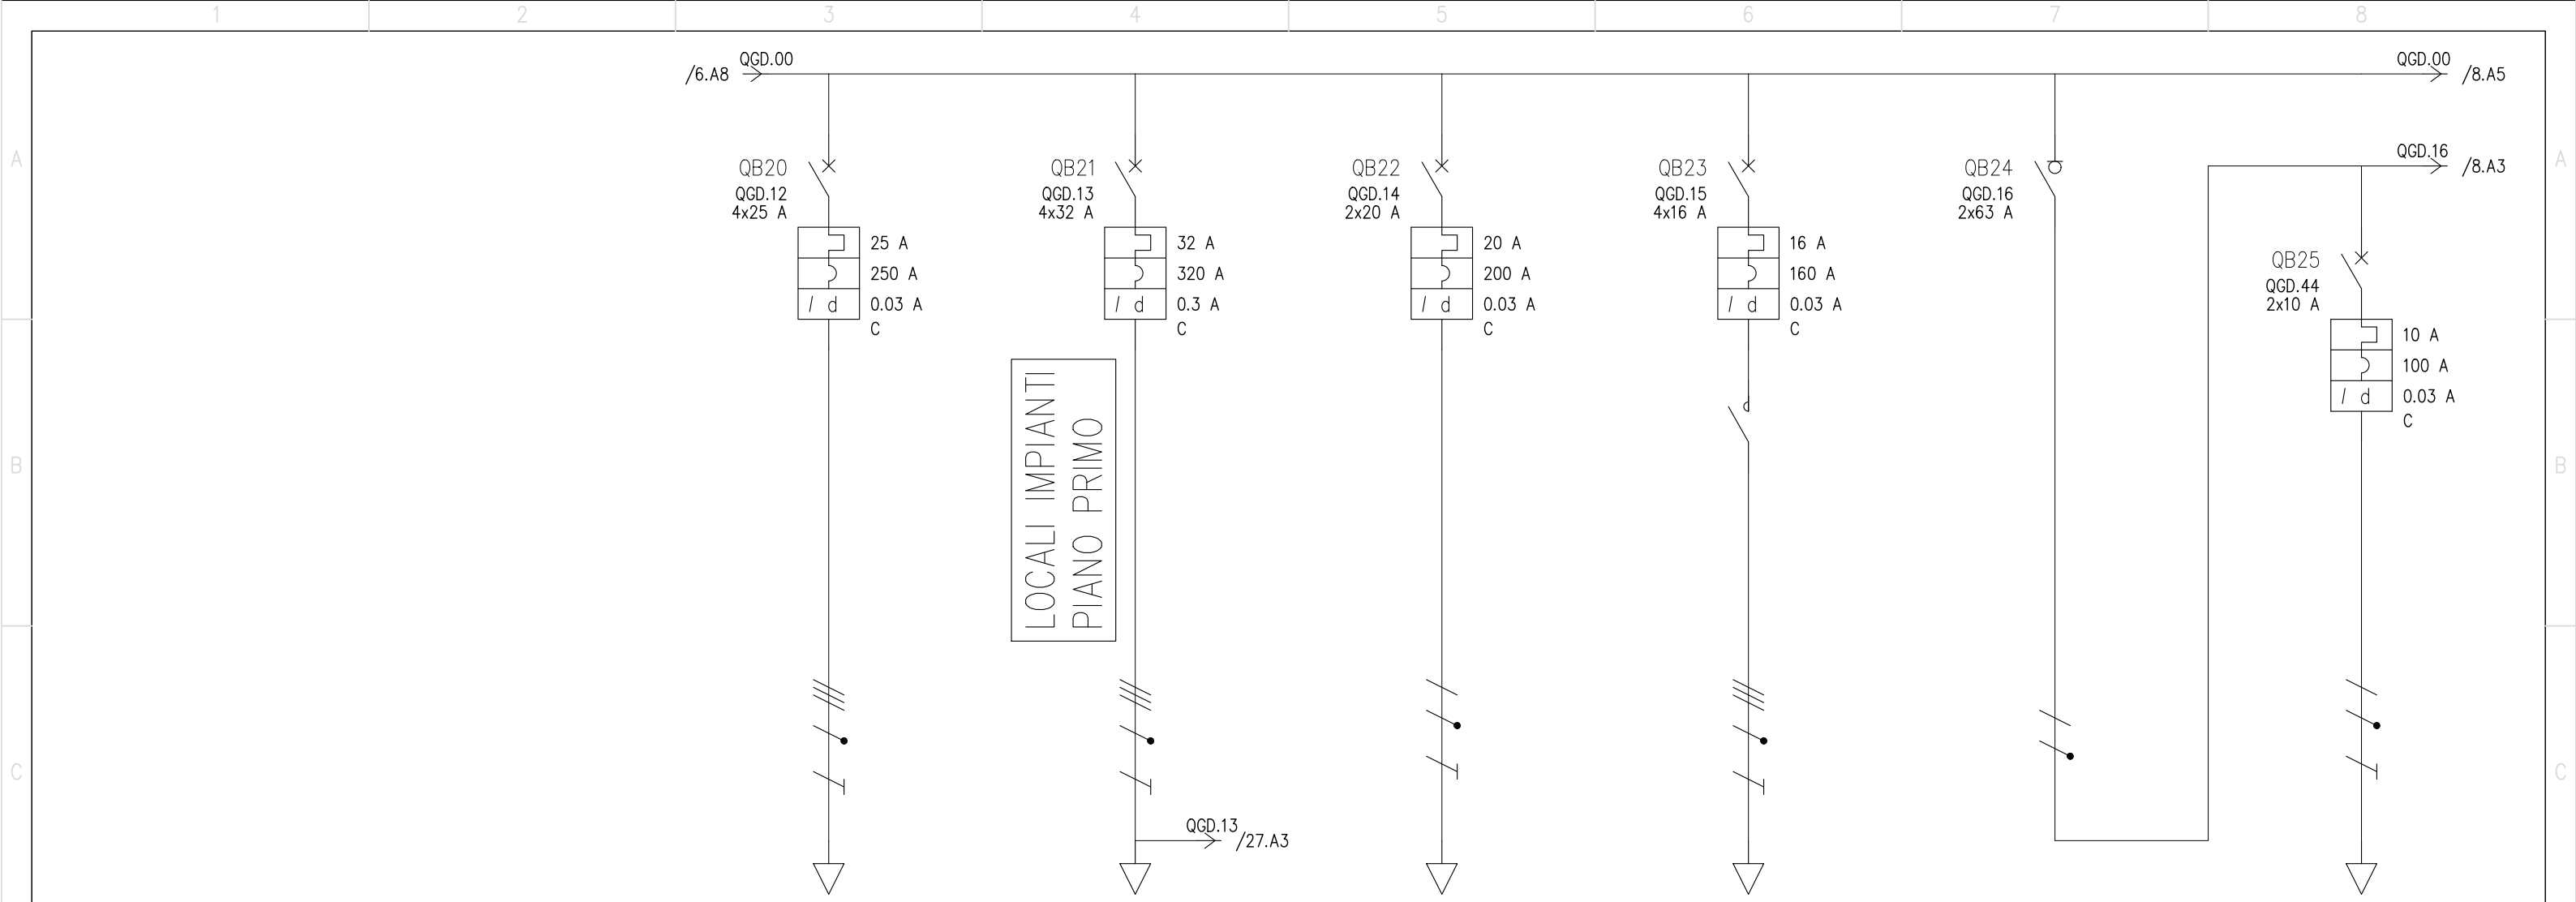 1 2 3 4 5 6 7 8
QGD.00
/6.A8
QGD.00
/8.A5
A
A
QGD.16
/8.A3
QB20
QGD.12
4x25 A
25 A
250 A
I d 0.03 A
C
QB21
QGD.13
4x32 A
32 A
320 A
I d 0.3 A
C
QB22
QGD.14
2x20 A
20 A
200 A
I d 0.03 A
C
QB23
QGD.15
4x16 A
16 A
160 A
I d 0.03 A
C
QB24
QGD.16
2x63 A
QB25
QGD.44
2x10 A
10 A
100 A
I d 0.03 A
C
LOCALI IMPIANTI
PIANO PRIMO
B
B
C
C
QGD.13
/27.A3